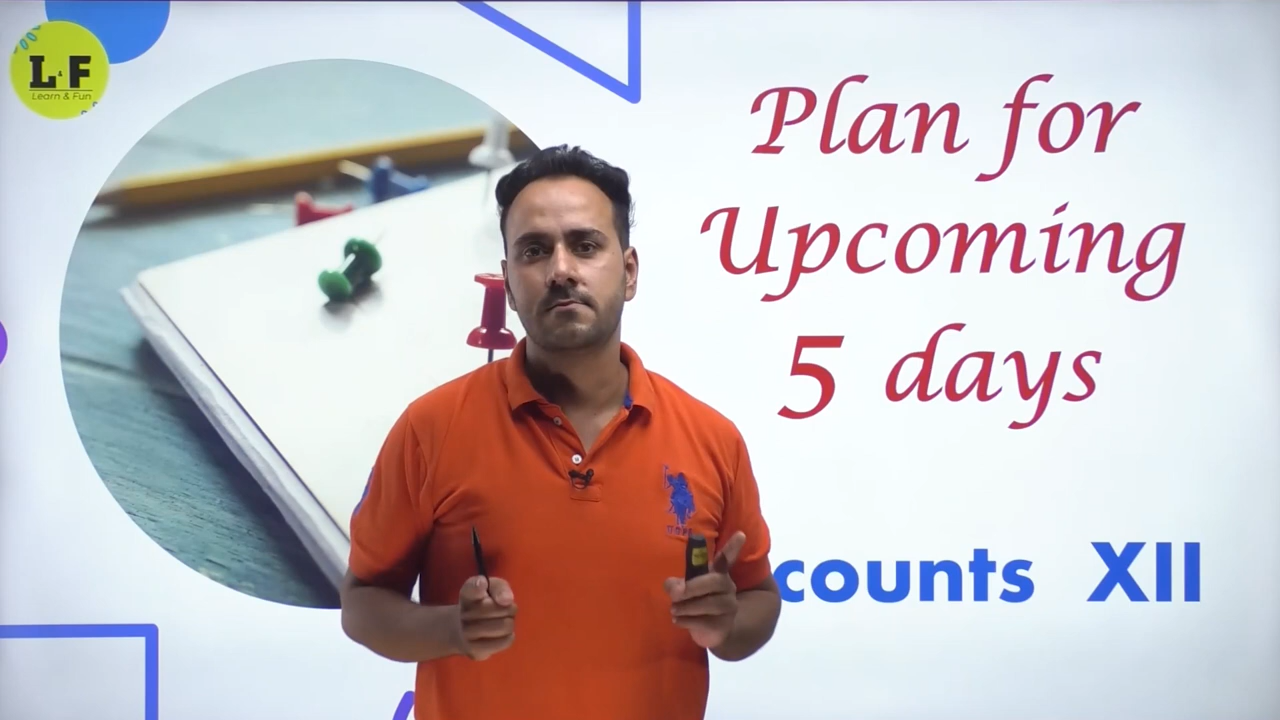 L&F
Learn & Fun
Plan for
Upcoming
5 days
counts XII